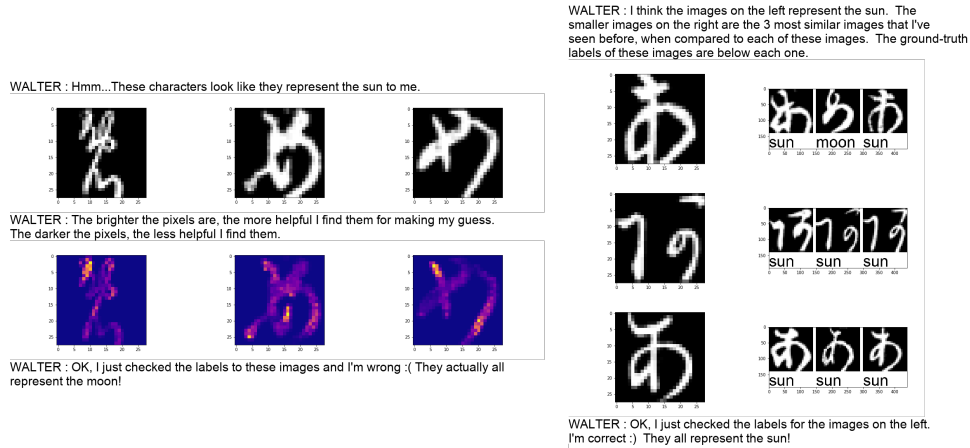 WALTER : Hmm...These characters look like they represent the sun to me.
WALTER : The brighter the pixels are, the more helpful I find them for making my guess.
The darker the pixels, the less helpful I find them.
WALTER : OK, I just checked the labels to these images and I'm wrong :( They actually all
represent the moon!
WALTER : I think the images on the left represent the sun.  The
smaller images on the right are the 3 most similar images that I've
seen before, when compared to each of these images.  The ground-truth
labels of these images are below each one.
あ
sun moon sun
sun sun sun
あ
sun sun sun
WALTER : OK, I just checked the labels for the images on the left.
I'm correct :)  They all represent the sun!